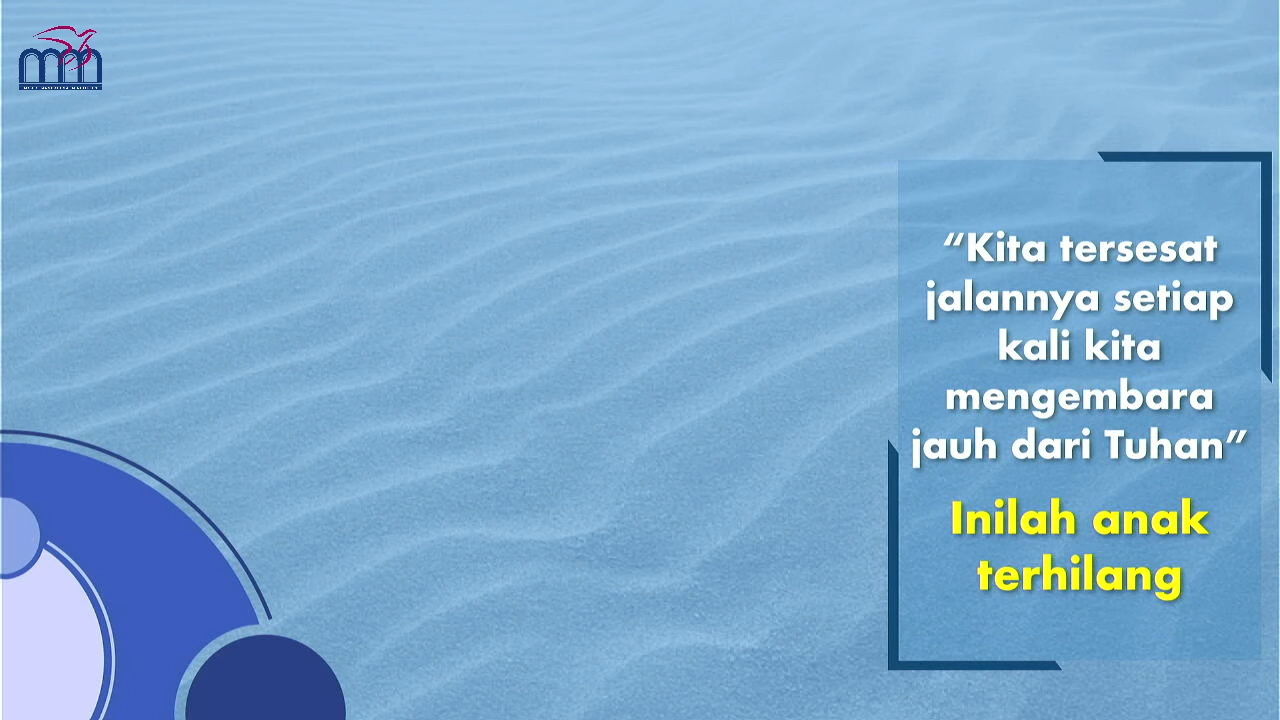 “Kita tersesat
jalannya setiap
kali kita
mengembara
jauh dari Tuhan”
Inilah anak
terhilang